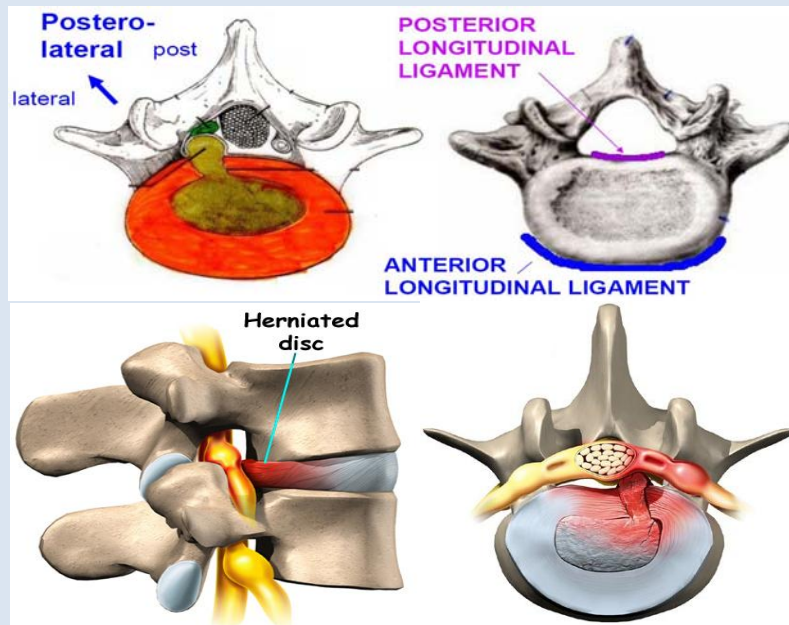 Postero-
lateral post
lateral
POSTERIOR
LONGITUDINAL
LIGAMENT
ANTERIOR
LONGITUDINAL LIGAMENT
Herniated
disc